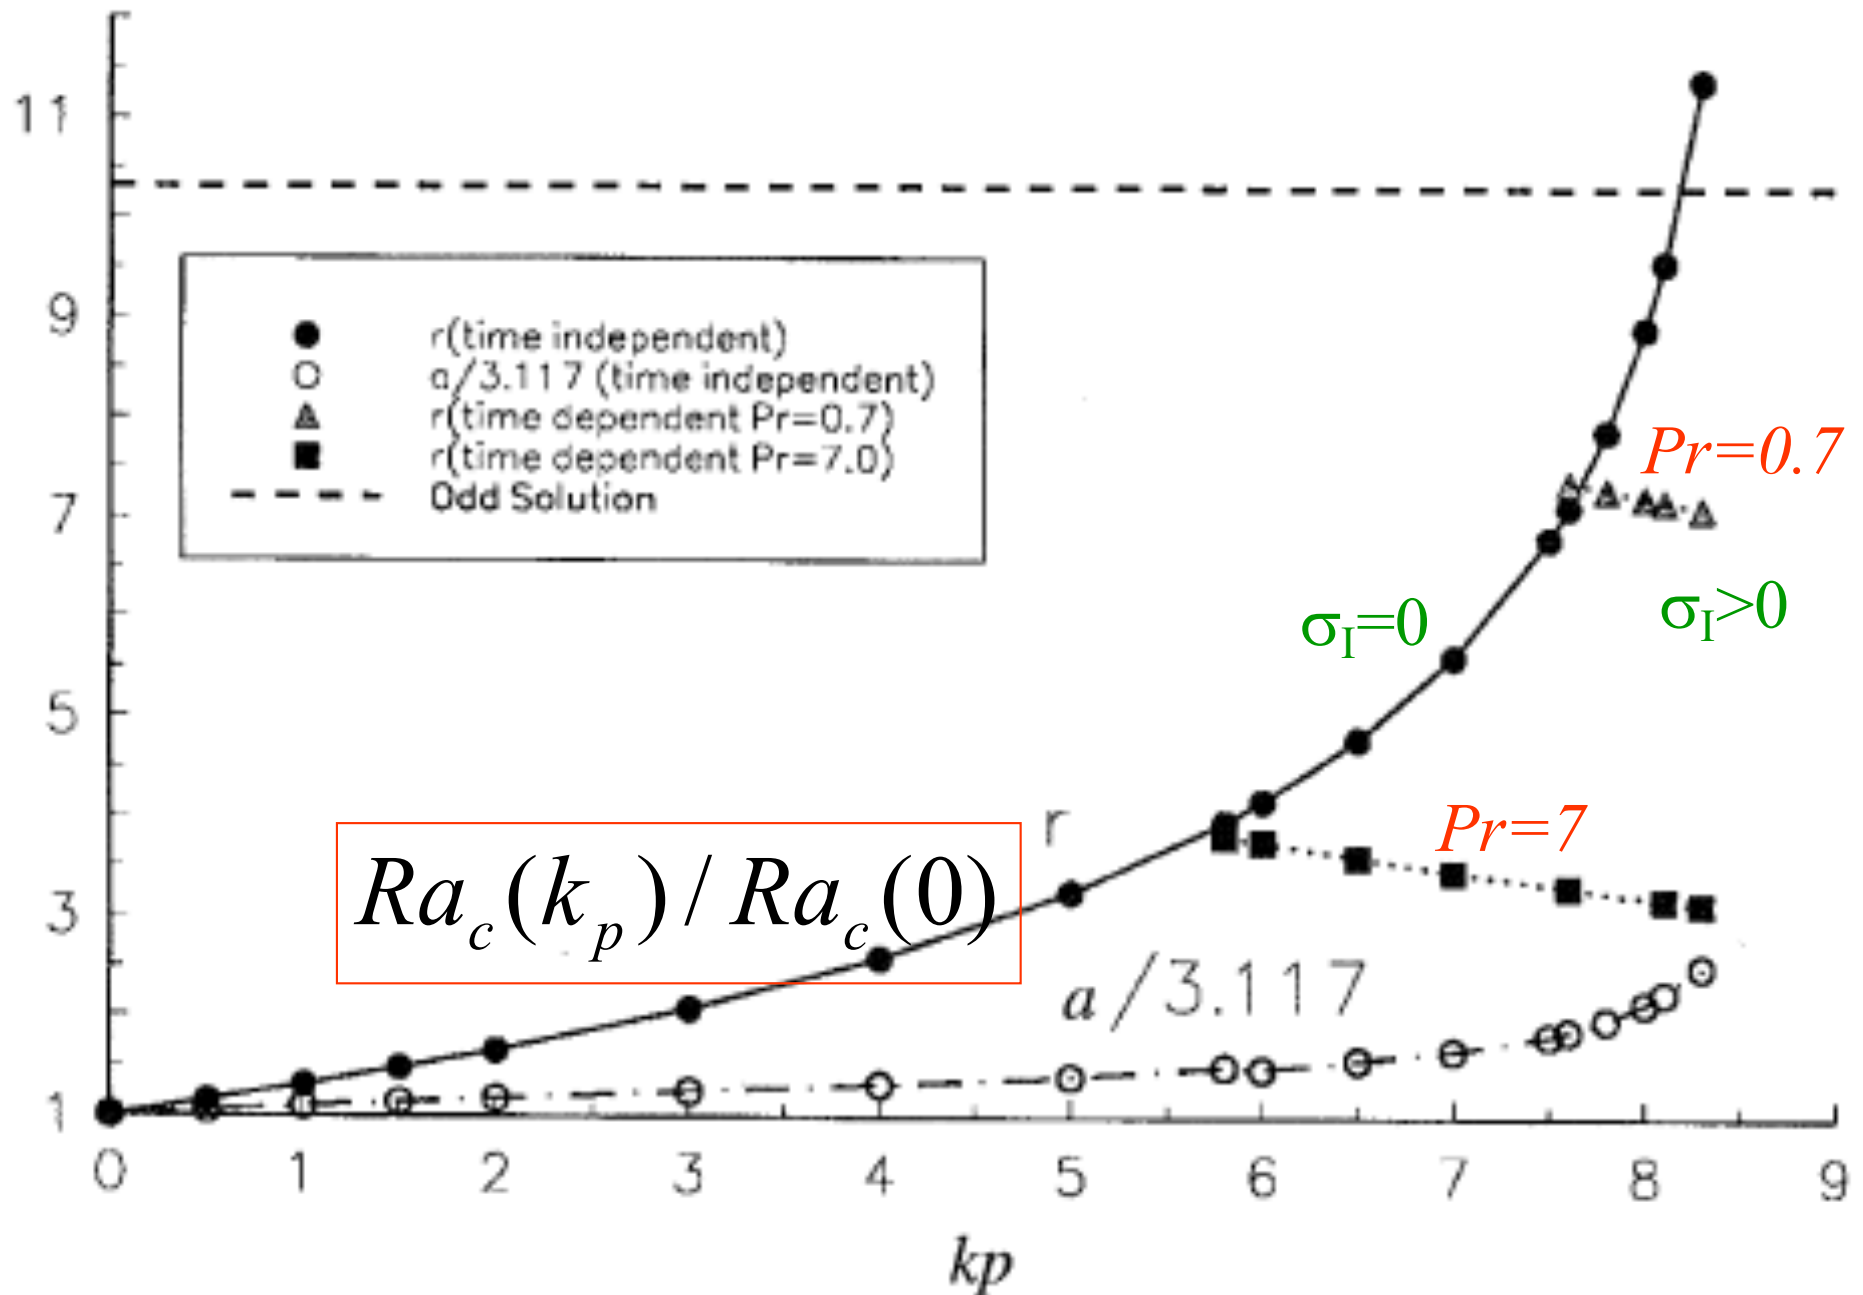 11
9
7
5
3
1
r(time independent)
a/3.117 (time independent)
r(time dependent Pr=0.7)
r(time dependent Pr=7.0)
Odd Solution
Pr=0.7
σI=0
σI>0
Pr=7
r
Rac(kp)/Rac(0)
a/3.117
0 1 2 3 4 5 6 7 8 9
kp